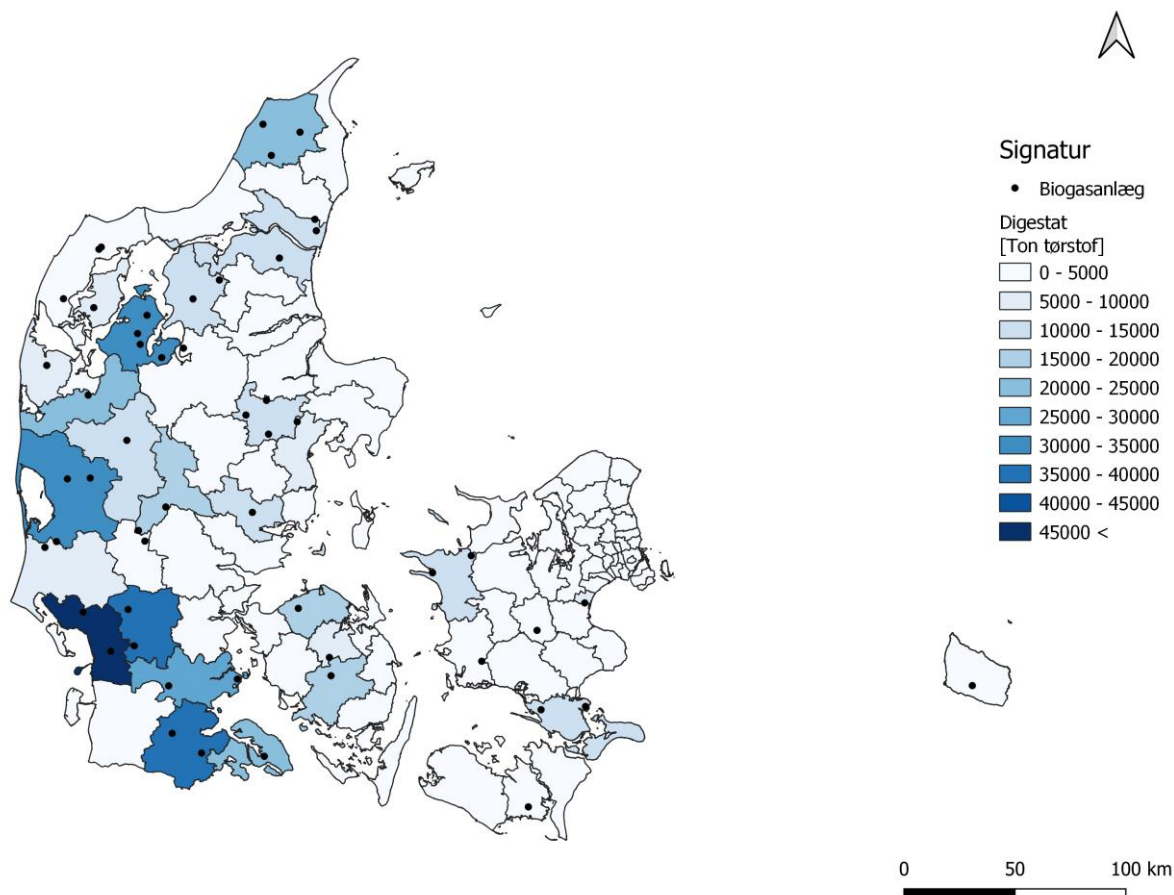 Signatur
Biogasanlæg
Digestat
[Ton tørstof]
0 - 5000
5000 - 10000
10000 - 15000
15000 - 20000
20000 - 25000
25000 - 30000
30000 - 35000
35000 - 40000
40000 - 45000
45000 <
0 50 100 km